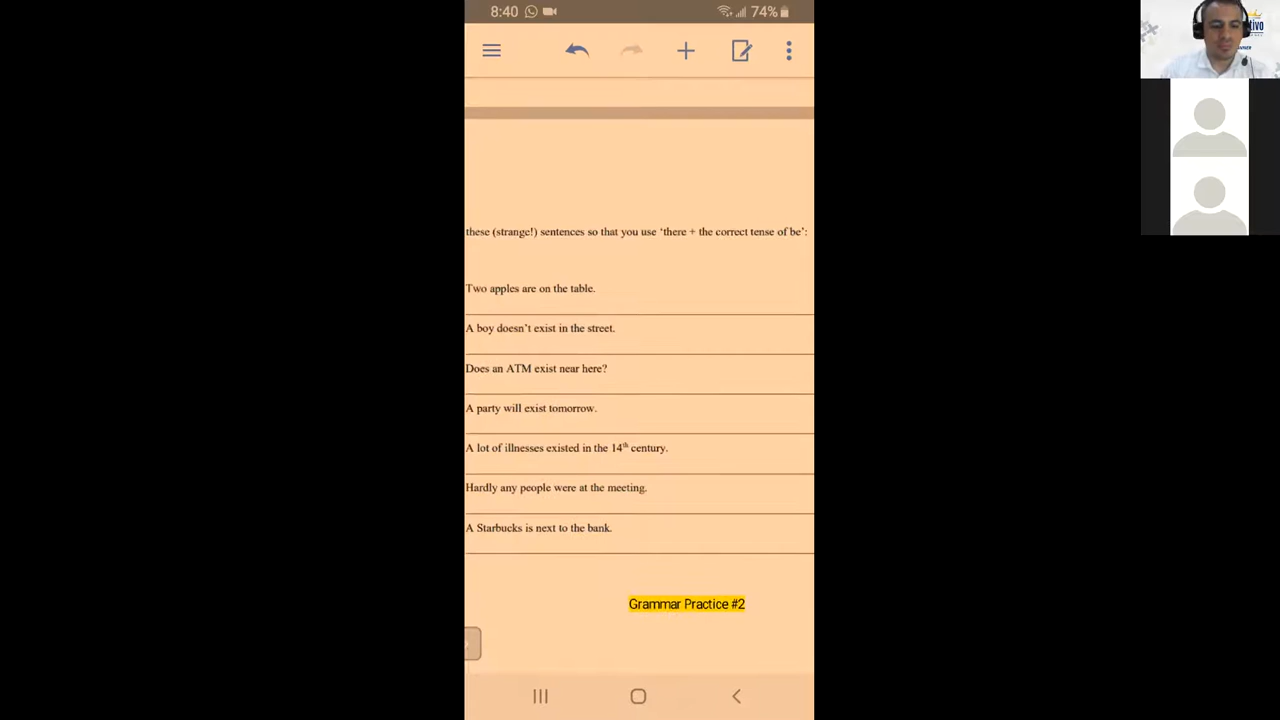 8:40 74%
these (strange!) sentences so that you use ‘there + the correct tense of be’:
Two apples are on the table.
A boy doesn’t exist in the street.
Does an ATM exist near here?
A party will exist tomorrow.
A lot of illnesses existed in the 14th century.
Hardly any people were at the meeting.
A Starbucks is next to the bank.
Grammar Practice #2